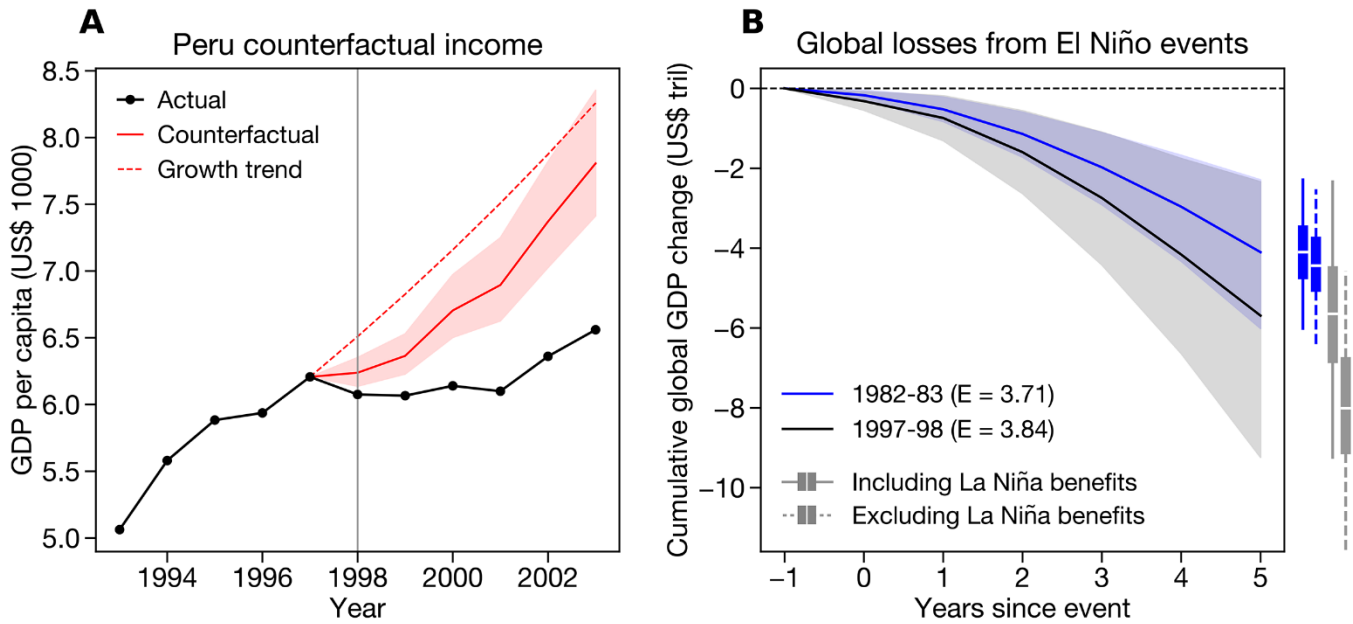 A
Peru counterfactual income
GDP per capita (US$ 1000)
8.5
8.0
7.5
7.0
6.5
6.0
5.5
5.0
Actual
Counterfactual
Growth trend
1994
1996
1998
2000
2002
Year
B
Global losses from El Niño events
Cumulative global GDP change (US$ tril)
0
−2
−4
−6
−8
−10
1982-83 (E = 3.71)
1997-98 (E = 3.84)
Including La Niña benefits
Excluding La Niña benefits
−1
0
1
2
3
4
5
Years since event